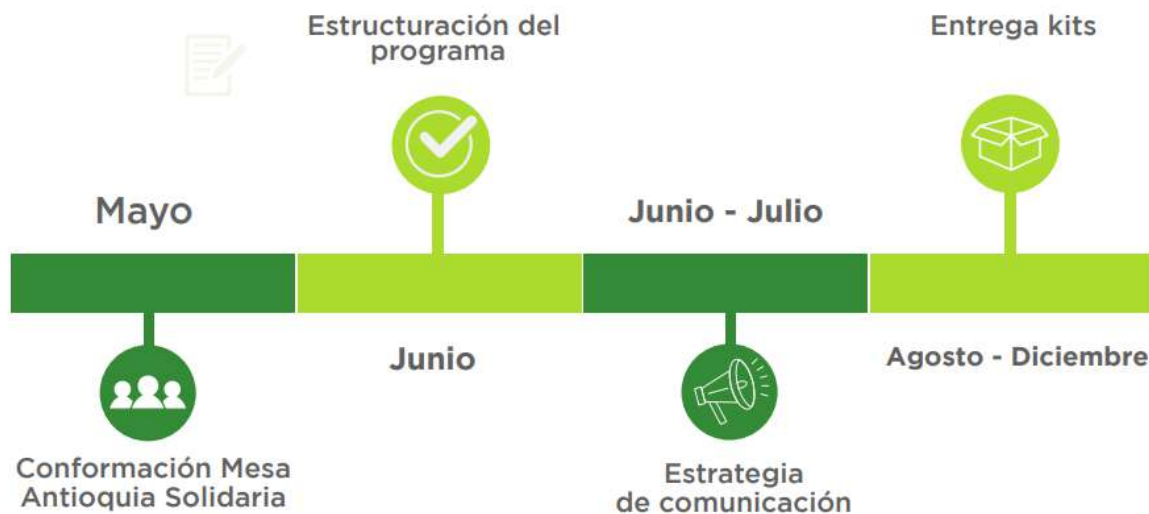 Mayo
Conformación Mesa
Antioquia Solidaria
Estructuración del
programa
Junio
Junio - Julio
Estrategia
de comunicación
Entrega kits
Agosto - Diciembre